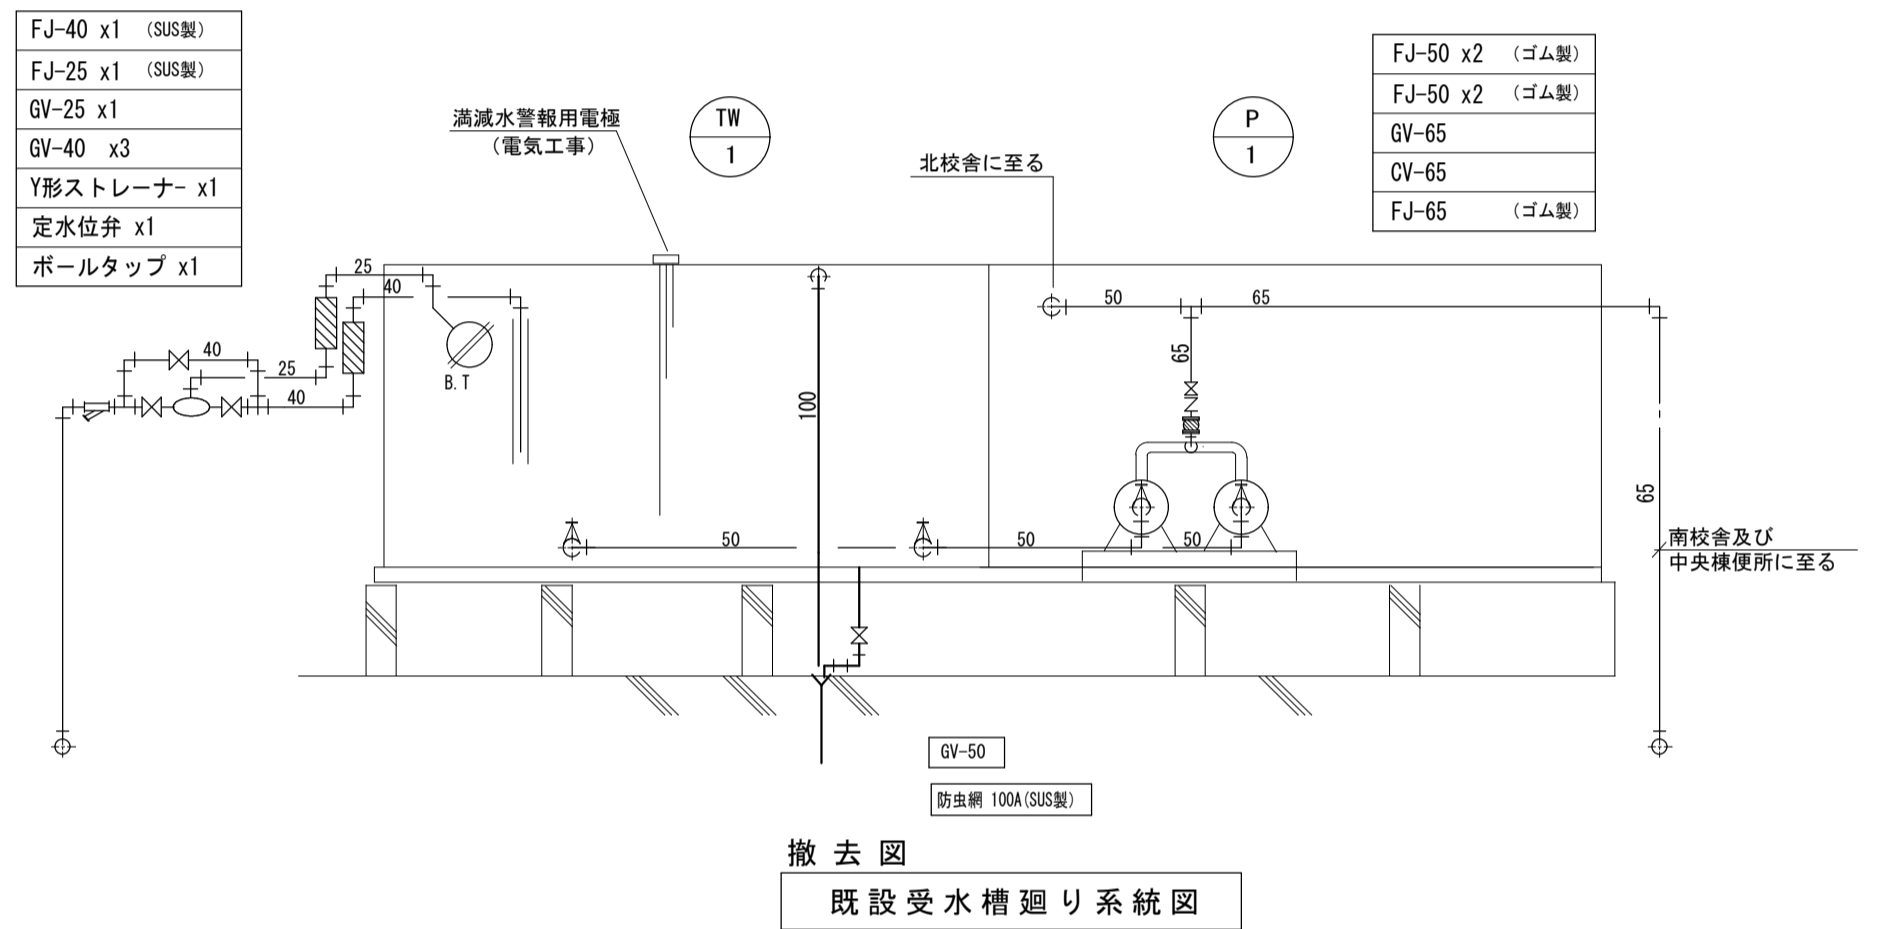 FJ-40 x1 (SUS製)
FJ-25 x1 (SUS製)
GV-25 x1
GV-40 x3
Y形ストレーナ- x1
定水位弁 x1
ボールタップ x1
満減水警報用電極
(電気工事)
TW
1
北校舎に至る
P
1
FJ-50 x2 (ゴム製)
FJ-50 x2 (ゴム製)
GV-65
CV-65
FJ-65 (ゴム製)
25
40
40
25
40
B.T
100
50
65
65
50
50
50
65
南校舎及び
中央棟便所に至る
GV-50
防虫網 100A(SUS製)
撤去図
既設受水槽廻り系統図